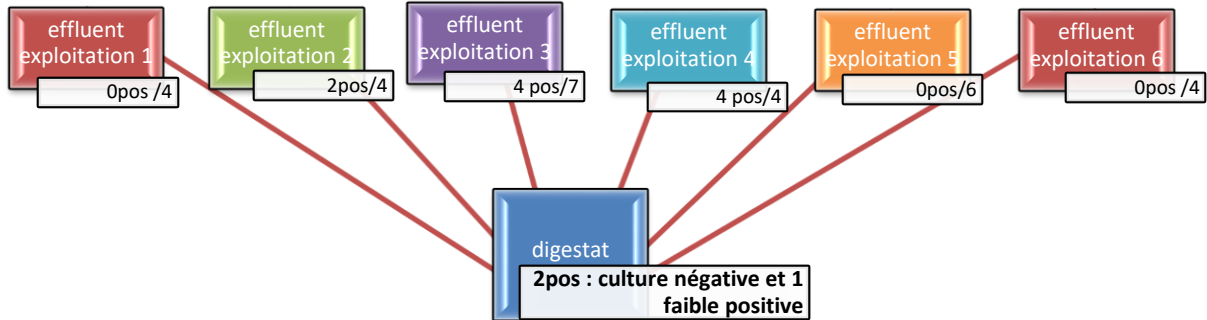 effluent
exploitation 1
0pos /4
effluent
exploitation 2
2pos/4
effluent
exploitation 3
4 pos/7
effluent
exploitation 4
4 pos/4
effluent
exploitation 5
0pos/6
effluent
exploitation 6
0pos /4
digestat
2pos : culture négative et 1
faible positive